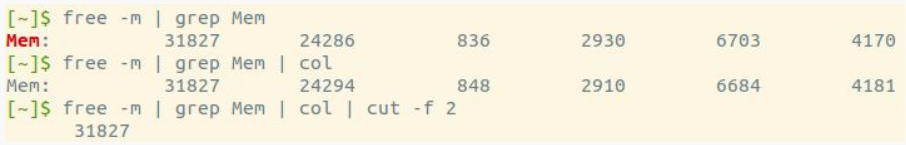 [~]$ free -m | grep Mem
Mem:          31827       24286         836        2930        6703        4170
[~]$ free -m | grep Mem | col
Mem:          31827       24294         848        2910        6684        4181
[~]$ free -m | grep Mem | col | cut -f 2
      31827